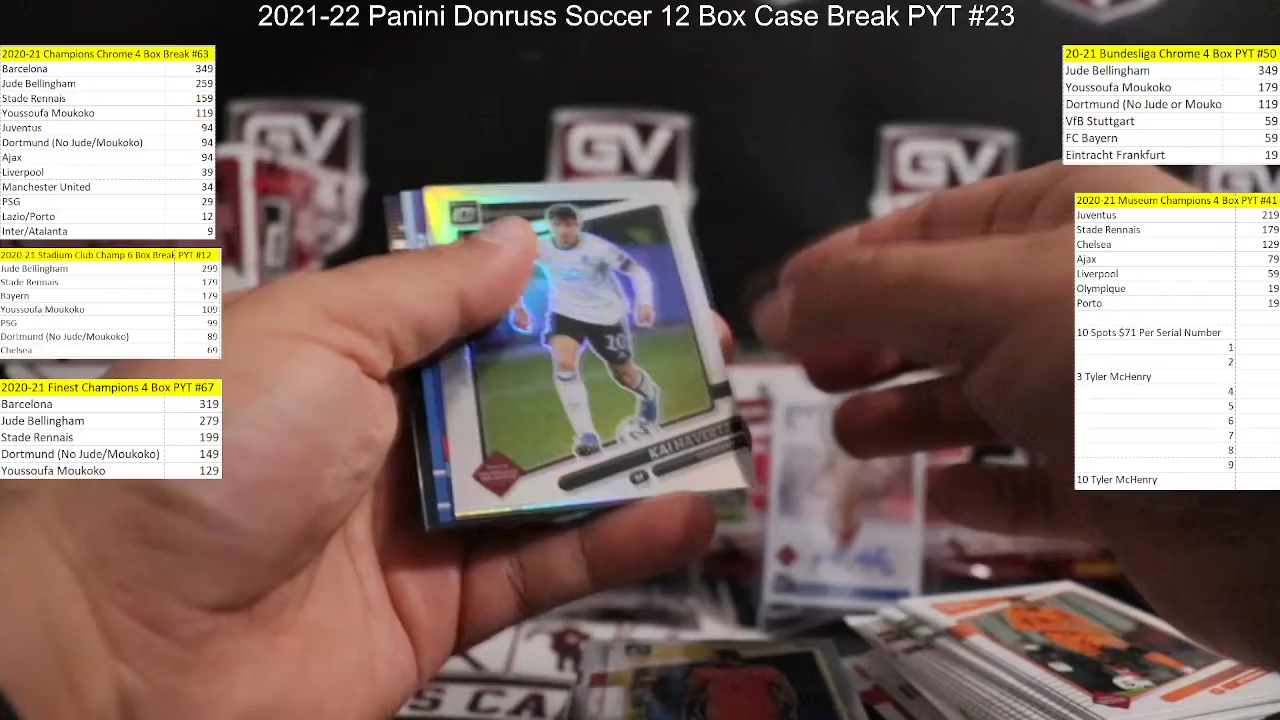 2021-22 Panini Donruss Soccer 12 Box Case Break PYT #23
2020-21 Champions Chrome 4 Box Break #63
Barcelona 349
Jude Bellingham 259
Stade Rennais 159
Youssoufa Moukoko 119
Juventus 94
Dortmund (No Jude/Moukoko) 94
Ajax 94
Liverpool 39
Manchester United 34
PSG 29
Lazio/Porto 12
Inter/Atalanta 9
2020-21 Stadium Club Champ 6 Box Break PYT #12
Jude Bellingham 299
Stade Rennais 179
Bayern 179
Youssoufa Moukoko 109
PSG 99
Dortmund (No Jude/Moukoko) 89
Chelsea 69
2020-21 Finest Champions 4 Box PYT #67
Barcelona 319
Jude Bellingham 279
Stade Rennais 199
Dortmund (No Jude/Moukoko) 149
Youssoufa Moukoko 129
20-21 Bundesliga Chrome 4 Box PYT #50
Jude Bellingham 349
Youssoufa Moukoko 179
Dortmund (No Jude or Mouko 119
VfB Stuttgart 59
FC Bayern 59
Eintracht Frankfurt 19
2020-21 Museum Champions 4 Box PYT #41
Juventus 219
Stade Rennais 179
Chelsea 129
Ajax 79
Liverpool 59
Olympique 19
Porto 19
10 Spots $71 Per Serial Number
1
2
3 Tyler McHenry
4
5
6
7
8
9
10 Tyler McHenry
GV
GV
GV
10
KAI HAVERTZ
M
S CA